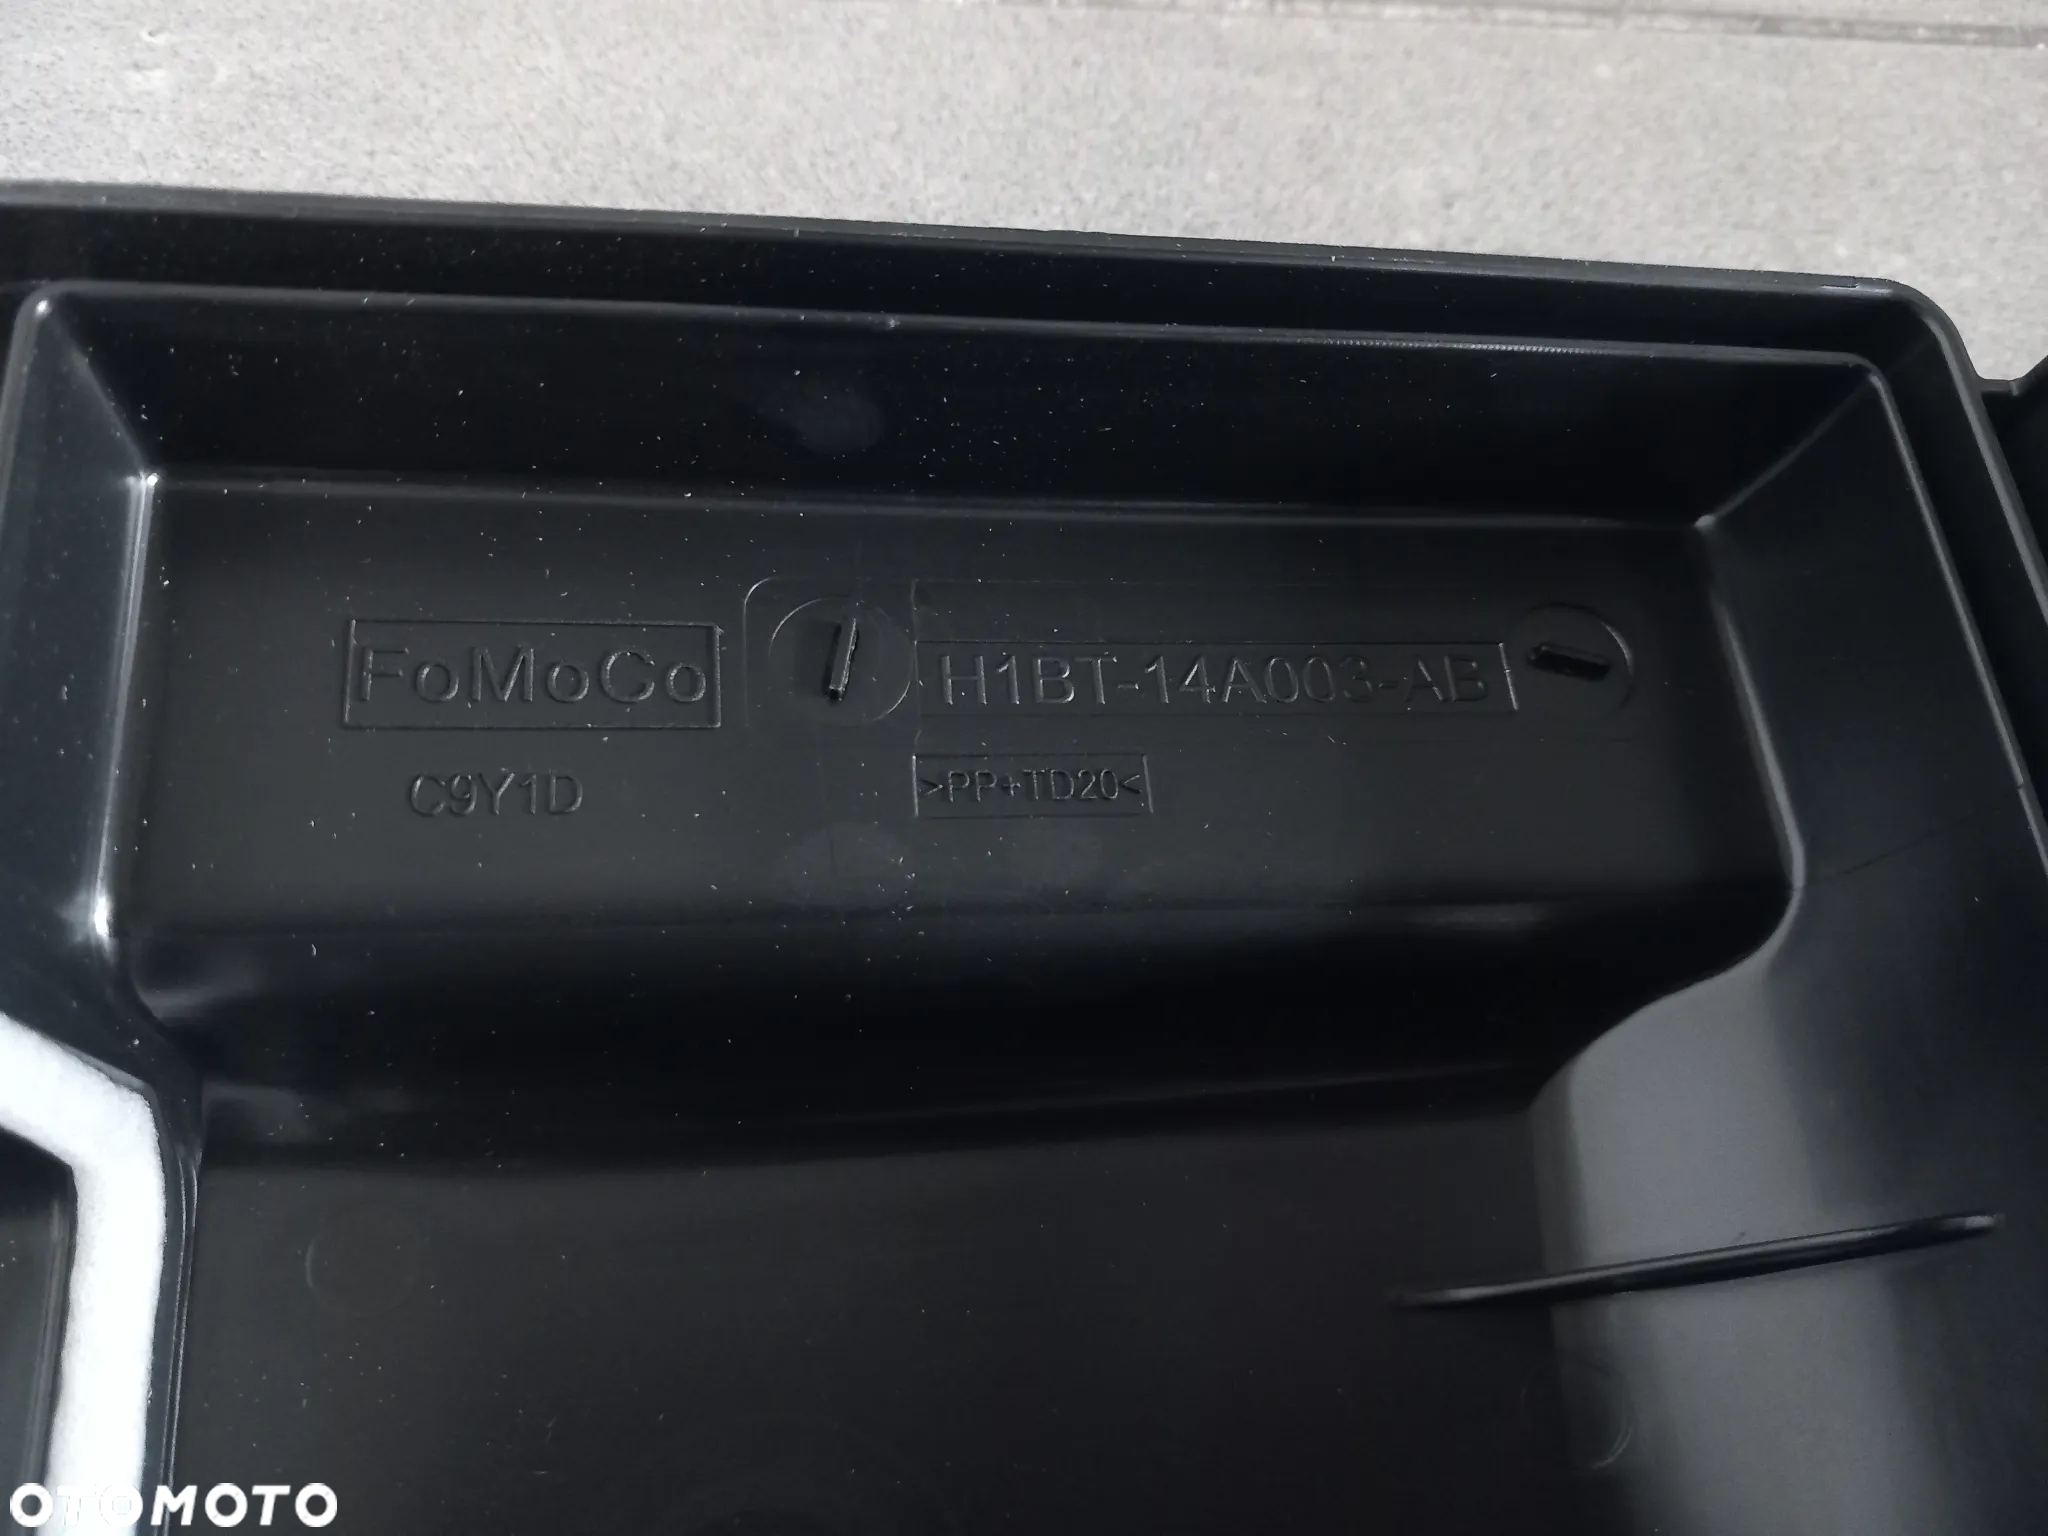 FoMoCo
H1BT-14A003-AB
C9Y1D
>PP+TD20<
OTOMOTO